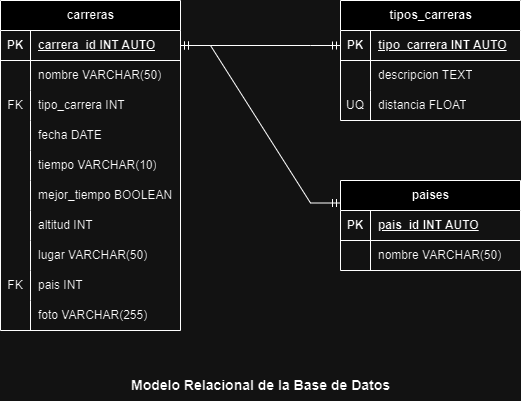 carreras
PK carrera_id INT AUTO
nombre VARCHAR(50)
FK tipo_carrera INT
fecha DATE
tiempo VARCHAR(10)
mejor_tiempo BOOLEAN
altitud INT
lugar VARCHAR(50)
FK pais INT
foto VARCHAR(255)
tipos_carreras
PK tipo_carrera INT AUTO
descripcion TEXT
UQ distancia FLOAT
paises
PK pais_id INT AUTO
nombre VARCHAR(50)
Modelo Relacional de la Base de Datos